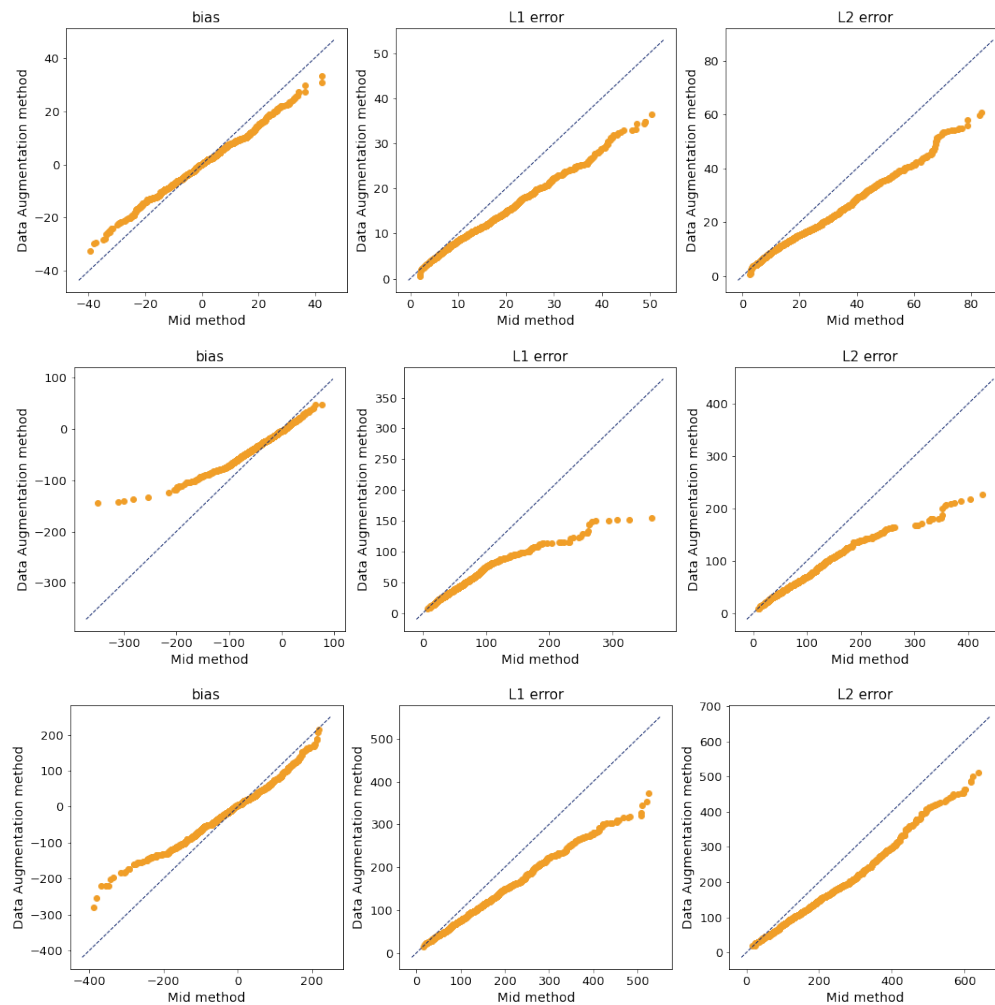 bias
L1 error
L2 error
Data Augmentation method
40
20
0
−20
−40
−40 −20 0 20 40
Mid method
Data Augmentation method
50
40
30
20
10
0
0 10 20 30 40 50
Mid method
Data Augmentation method
80
60
40
20
0
0 20 40 60 80
Mid method
bias
L1 error
L2 error
Data Augmentation method
100
0
−100
−200
−300
−300 −200 −100 0 100
Mid method
Data Augmentation method
350
300
250
200
150
100
50
0
0 100 200 300
Mid method
Data Augmentation method
400
300
200
100
0
0 100 200 300 400
Mid method
bias
L1 error
L2 error
Data Augmentation method
200
100
0
−100
−200
−300
−400
−400 −200 0 200
Mid method
Data Augmentation method
500
400
300
200
100
0
0 100 200 300 400 500
Mid method
Data Augmentation method
700
600
500
400
300
200
100
0
0 200 400 600
Mid method